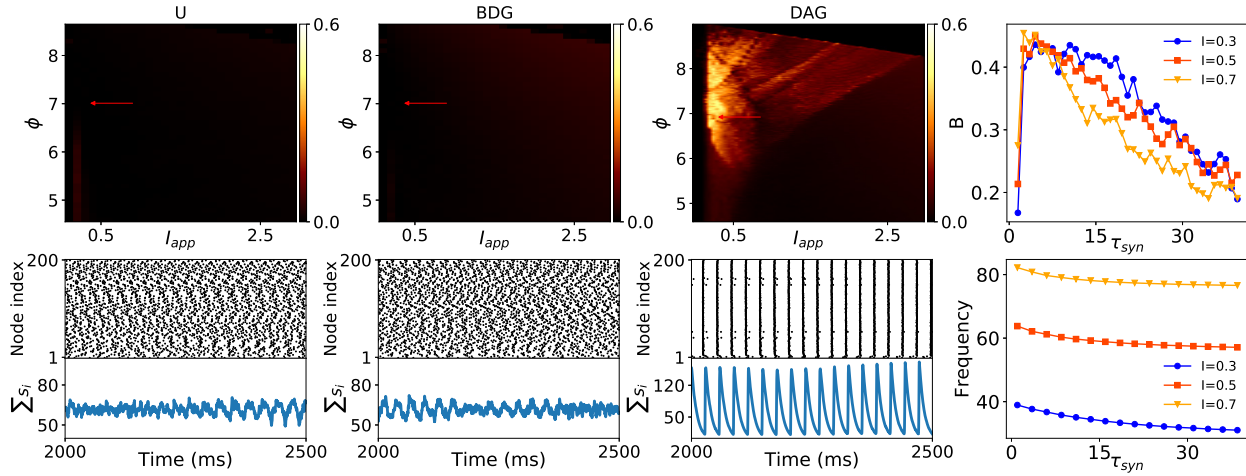 U
BDG
DAG
0.6
0.0
0.6
0.0
0.6
0.0
ϕ
8
7
6
5
0.5
2.5
I_app
ϕ
8
7
6
5
0.5
2.5
I_app
ϕ
8
7
6
5
0.5
2.5
I_app
B
0.4
0.3
0.2
0
15
30
τ_syn
I=0.3
I=0.5
I=0.7
Node index
200
1
∑s_i
80
50
2000
2500
Time (ms)
Node index
200
1
∑s_i
80
50
2000
2500
Time (ms)
Node index
200
1
∑s_i
120
50
2000
2500
Time (ms)
Frequency
80
60
40
0
15
30
τ_syn
I=0.3
I=0.5
I=0.7